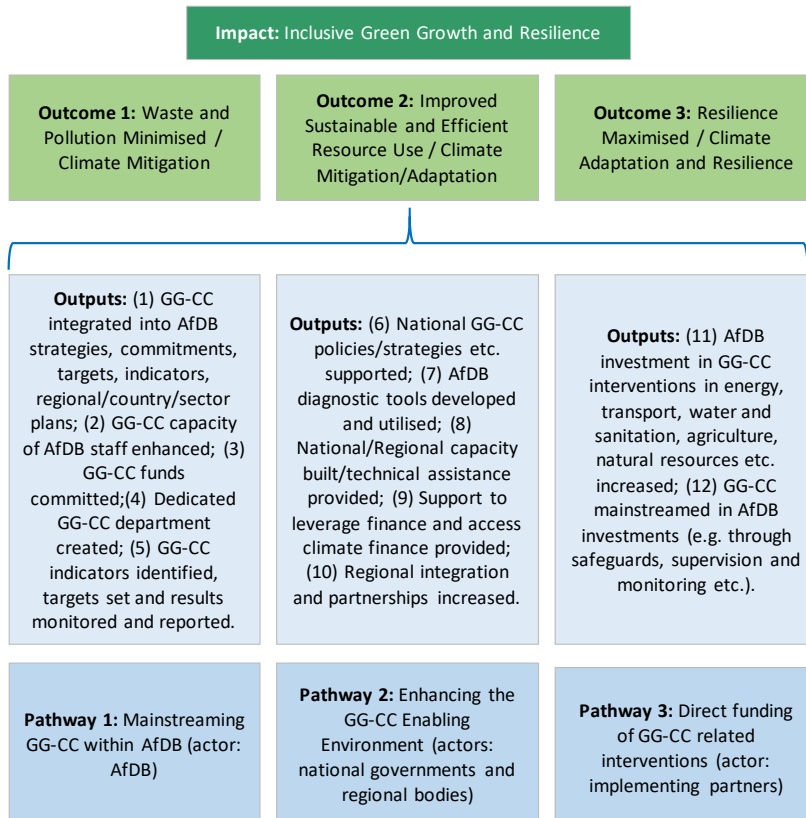 Impact: Inclusive Green Growth and Resilience
Outcome 1: Waste and
Pollution Minimised /
Climate Mitigation
Outcome 2: Improved
Sustainable and Efficient
Resource Use / Climate
Mitigation/Adaptation
Outcome 3: Resilience
Maximised / Climate
Adaptation and Resilience
Outputs: (1) GG-CC
integrated into AfDB
strategies, commitments,
targets, indicators,
regional/country/sector
plans; (2) GG-CC capacity
of AfDB staff enhanced; (3)
GG-CC funds
committed;(4) Dedicated
GG-CC department
created; (5) GG-CC
indicators identified,
targets set and results
monitored and reported.
Outputs: (6) National GG-CC
policies/strategies etc.
supported; (7) AfDB
diagnostic tools developed
and utilised; (8)
National/Regional capacity
built/technical assistance
provided; (9) Support to
leverage finance and access
climate finance provided;
(10) Regional integration
and partnerships increased.
Outputs: (11) AfDB
investment in GG-CC
interventions in energy,
transport, water and
sanitation, agriculture,
natural resources etc.
increased; (12) GG-CC
mainstreamed in AfDB
investments (e.g. through
safeguards, supervision and
monitoring etc.).
Pathway 1: Mainstreaming
GG-CC within AfDB (actor:
AfDB)
Pathway 2: Enhancing the
GG-CC Enabling
Environment (actors:
national governments and
regional bodies)
Pathway 3: Direct funding
of GG-CC related
interventions (actor:
implementing partners)